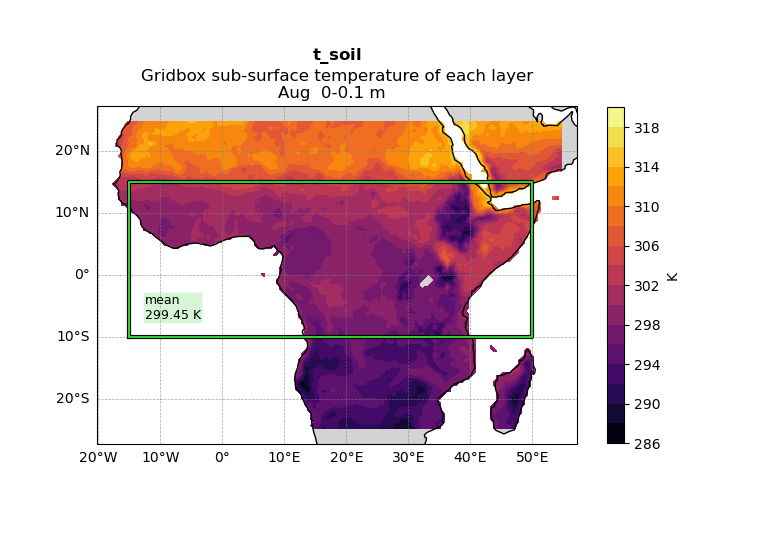 t_soil
Gridbox sub-surface temperature of each layer
Aug 0-0.1 m
20°N
10°N
0°
10°S
20°S
mean
299.45 K
20°W 10°W 0° 10°E 20°E 30°E 40°E 50°E
318
314
310
306
302
298
294
290
286
K